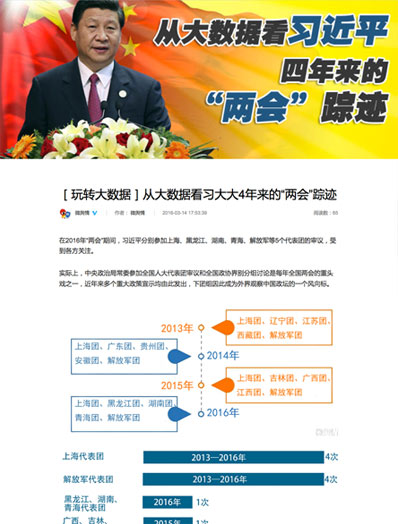 从大数据看习近平
四年来的
“两会”踪迹
[ 玩转大数据 ] 从大数据看习大大4年来的“两会”踪迹
作者：
2016-03-14 17:53:39
阅读数：
在2016年“两会”期间，习近平分别参加上海、黑龙江、湖南、青海、解放军等5个代表团的审议，受
到各方关注。
实际上，中央政治局常委参加全国人大代表团审议和全国政协界别分组讨论是每年全国两会的重头
戏之一，近年来多个重大政策宣示均由此发出，下团组因此成为外界观察中国政坛的一个风向标。
2013年
上海团、辽宁团、江苏团、
西藏团、解放军团
上海团、广东团、贵州团、
安徽团、解放军团
2014年
2015年
上海团、吉林团、广西团、
江西团、解放军团
上海团、黑龙江团、湖南团、
青海团、解放军团
2016年
上海代表团
2013—2016年
4次
解放军代表团
2013—2016年
4次
黑龙江、湖南、
青海代表团
2016年
1次
广西、吉林、
2015年
1次